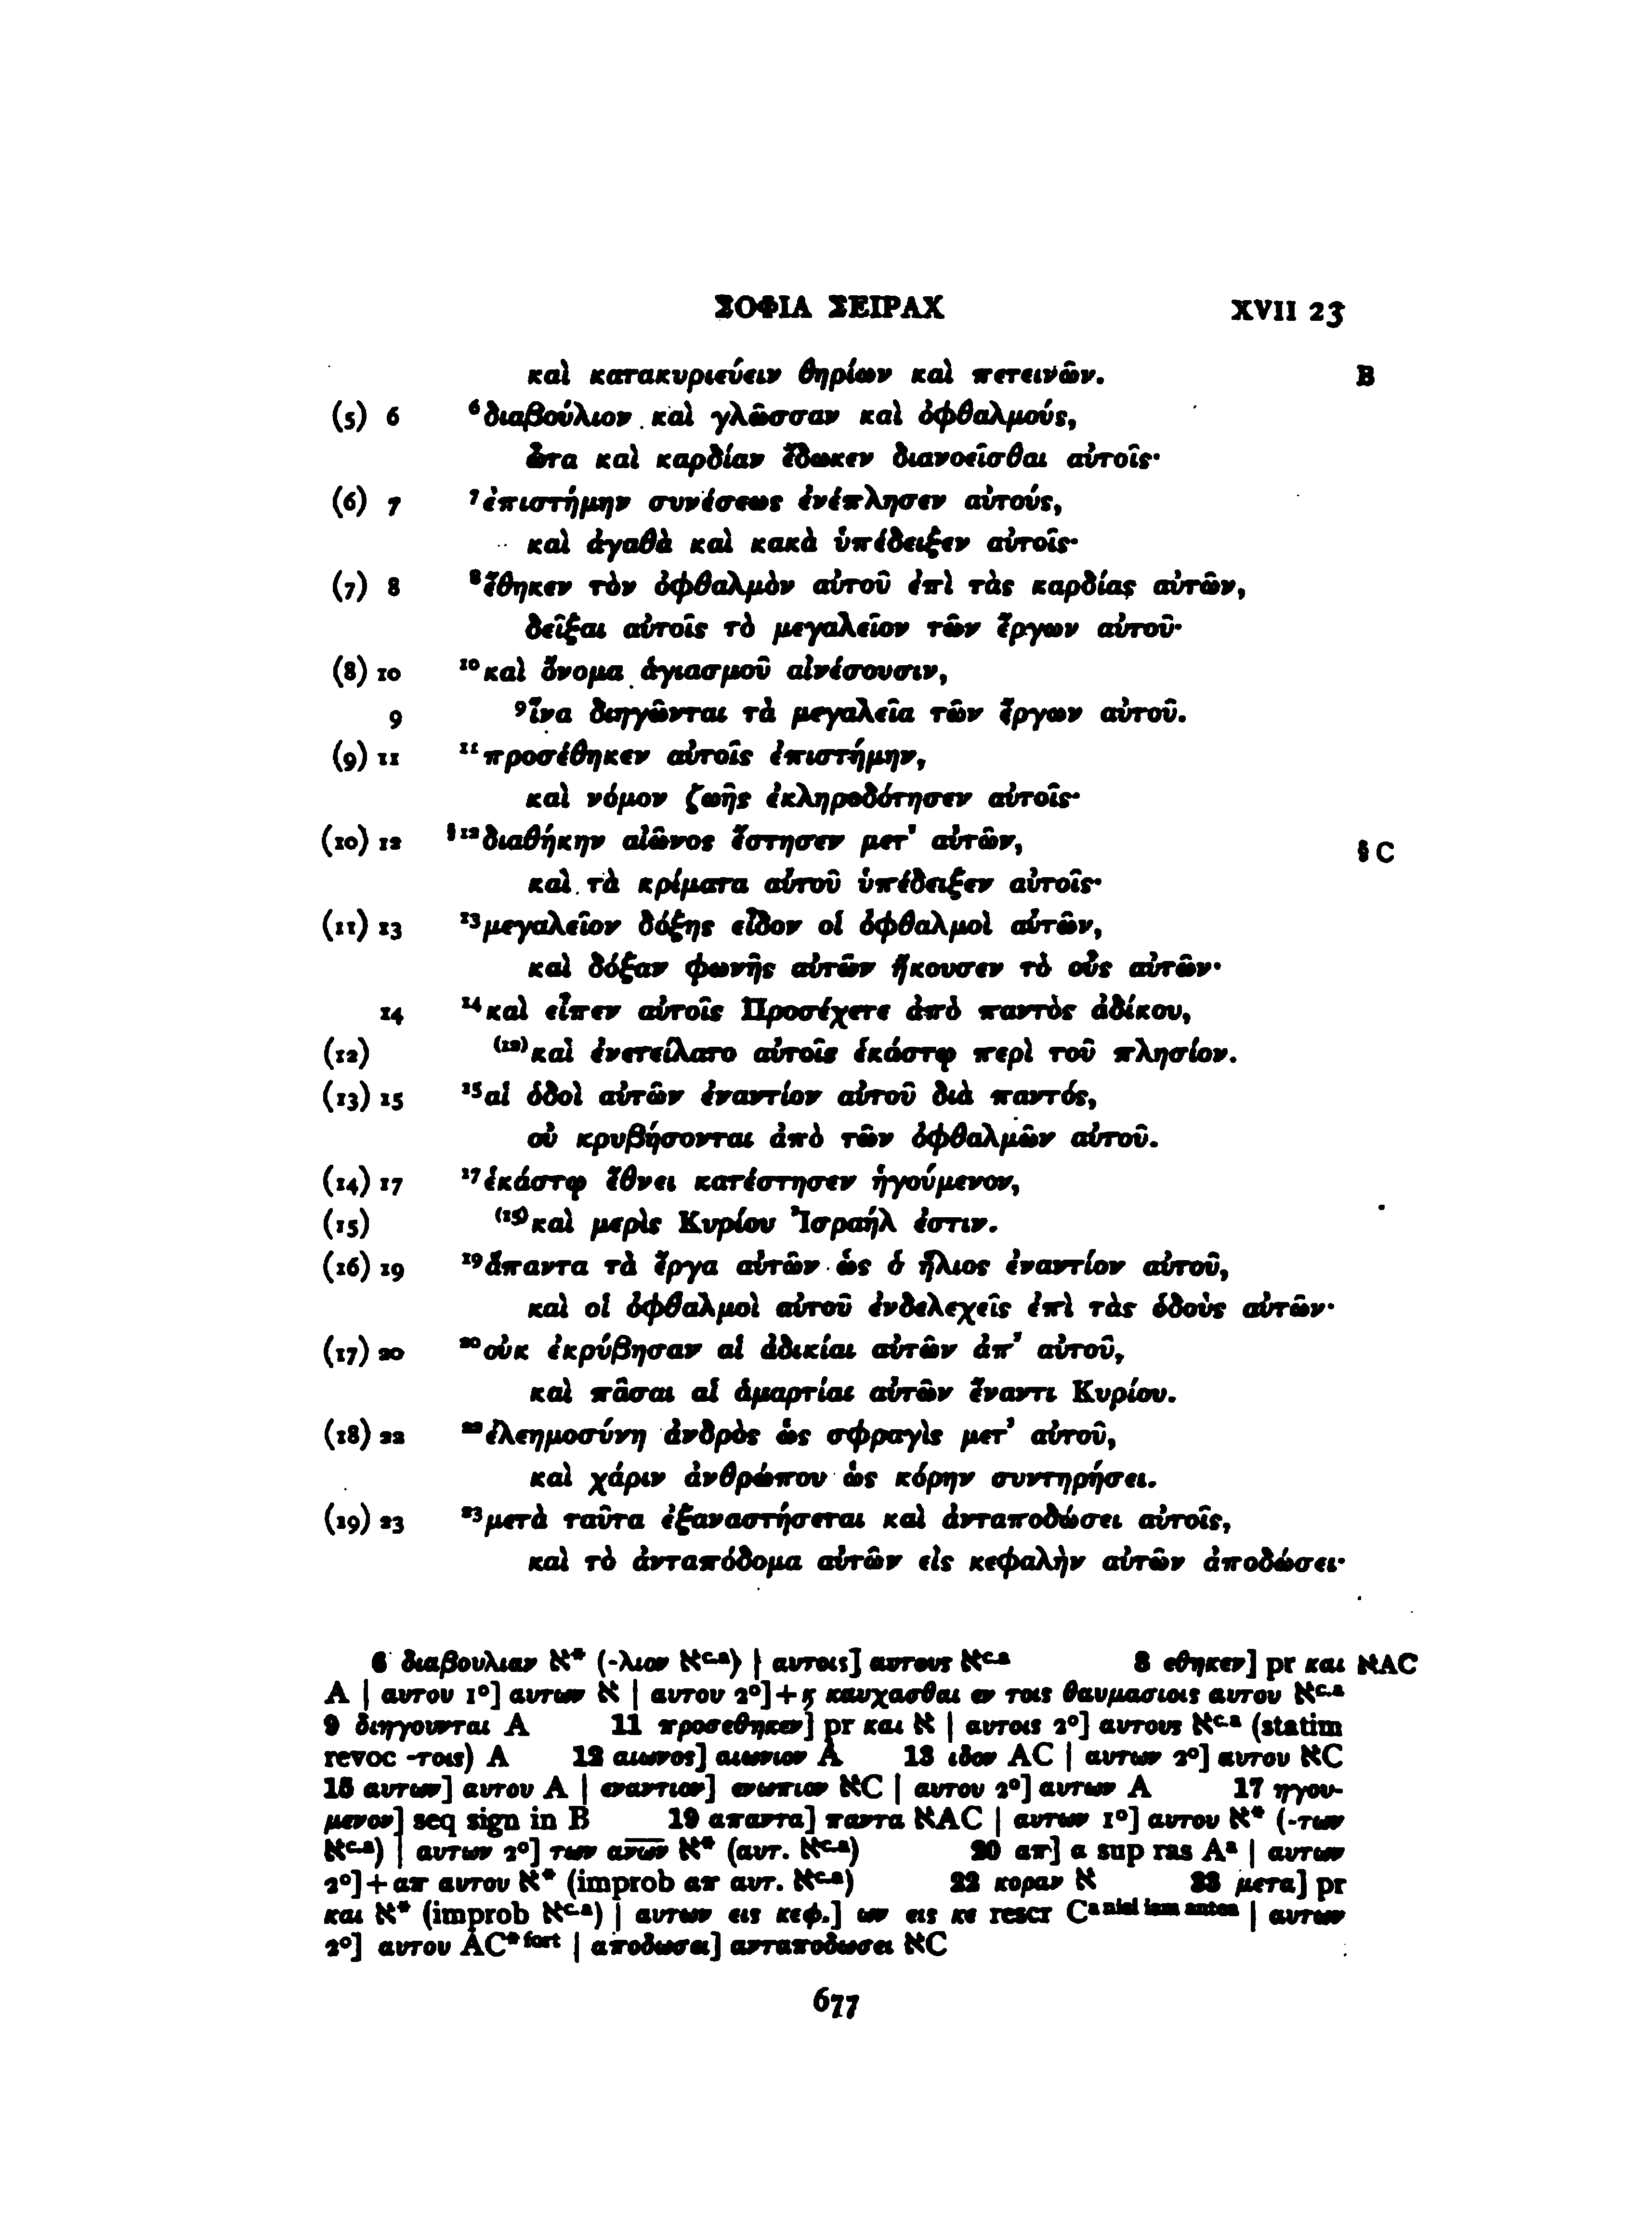 ΣΟΦΙΑ ΣΕΙΡΑΧ XVII 23
καὶ κατακυριεύειν θηρίων καὶ πετεινῶν. B
(5) 6 ⁶διαβούλιον καὶ γλῶσσαν καὶ ὀφθαλμούς,
ὦτα καὶ καρδίαν ἔδωκεν διανοεῖσθαι αὐτοῖς·
(6) 7 ⁷ἐπιστήμην συνέσεως ἐνέπλησεν αὐτούς,
καὶ ἀγαθὰ καὶ κακὰ ὑπέδειξεν αὐτοῖς·
(7) 8 ⁸ἔθηκεν τὸν ὀφθαλμὸν αὐτοῦ ἐπὶ τὰς καρδίας αὐτῶν,
δεῖξαι αὐτοῖς τὸ μεγαλεῖον τῶν ἔργων αὐτοῦ·
(8) 10 ¹⁰καὶ ὄνομα ἁγιασμοῦ αἰνέσουσιν,
9 ⁹ἵνα διηγῶνται τὰ μεγαλεῖα τῶν ἔργων αὐτοῦ.
(9) 11 ¹¹προσέθηκεν αὐτοῖς ἐπιστήμην,
καὶ νόμον ζωῆς ἐκληροδότησεν αὐτοῖς·
(10) 12 §¹²διαθήκην αἰῶνος ἔστησεν μετ' αὐτῶν, § C
καὶ τὰ κρίματα αὐτοῦ ὑπέδειξεν αὐτοῖς·
(11) 13 ¹³μεγαλεῖον δόξης εἶδον οἱ ὀφθαλμοὶ αὐτῶν,
καὶ δόξαν φωνῆς αὐτῶν ἤκουσεν τὸ οὖς αὐτῶν·
14 ¹⁴καὶ εἶπεν αὐτοῖς Προσέχετε ἀπὸ παντὸς ἀδίκου,
(12) ⁽¹²⁾καὶ ἐνετείλατο αὐτοῖς ἑκάστῳ περὶ τοῦ πλησίον.
(13) 15 ¹⁵αἱ ὁδοὶ αὐτῶν ἐναντίον αὐτοῦ διὰ παντός,
οὐ κρυβήσονται ἀπὸ τῶν ὀφθαλμῶν αὐτοῦ.
(14) 17 ¹⁷ἑκάστῳ ἔθνει κατέστησεν ἡγούμενον,
(15) ⁽¹⁵⁾καὶ μερὶς Κυρίου Ἰσραήλ ἐστιν.
(16) 19 ¹⁹ἅπαντα τὰ ἔργα αὐτῶν ὡς ὁ ἥλιος ἐναντίον αὐτοῦ,
καὶ οἱ ὀφθαλμοὶ αὐτοῦ ἐνδελεχεῖς ἐπὶ τὰς ὁδοὺς αὐτῶν·
(17) 20 ²⁰οὐκ ἐκρύβησαν αἱ ἀδικίαι αὐτῶν ἀπ' αὐτοῦ,
καὶ πᾶσαι αἱ ἁμαρτίαι αὐτῶν ἔναντι Κυρίου.
(18) 22 ²²ἐλεημοσύνη ἀνδρὸς ὡς σφραγὶς μετ' αὐτοῦ,
καὶ χάριν ἀνθρώπου ὡς κόρην συντηρήσει.
(19) 23 ²³μετὰ ταῦτα ἐξαναστήσεται καὶ ἀνταποδώσει αὐτοῖς,
καὶ τὸ ἀνταπόδομα αὐτῶν εἰς κεφαλὴν αὐτῶν ἀποδώσει·
6 διαβουλιαν א* (-λιον אᶜ·ᵃ) | αυτοις] αυτους אᶜ·ᵃ 8 εθηκεν] pr και אAC
A | αυτου 1°] αυτων א | αυτου 2°]+ϗ καυχασθαι εν τοις θαυμασιοις αυτου אᶜ·ᵃ
9 διηγουνται A 11 προσεθηκεν] pr και א | αυτοις 2°] αυτους אᶜ·ᵃ (statim
revoc -τοις) A 12 αιωνος] αιωνιον A 13 ιδον AC | αυτων 2°] αυτου אC
15 αυτων] αυτου A | εναντιον] ενωπιον אC | αυτου 2°] αυτων A 17 ηγου-
μενον] seq sign in B 19 απαντα] παντα אAC | αυτων 1°] αυτου א* (-των
אᶜ·ᵃ) | αυτων 2°] των α̅ν̅ω̅ν̅ א* (αυτ. אᶜ·ᵃ) 20 απ] α sup ras Aᵃ | αυτων
2°]+απ αυτου א* (improb απ αυτ. אᶜ·ᵃ) 22 κοραν א 23 μετα] pr
και א* (improb אᶜ·ᵃ) | αυτων εις κεφ.] ων εις κε rescr Cᵃ ⁿⁱˢⁱ ⁱᵃᵐ ᵃⁿᵗᵉᵃ | αυτων
2°] αυτου AC*ᶠᵒʳᵗ | αποδωσει] ανταποδωσει אC
677